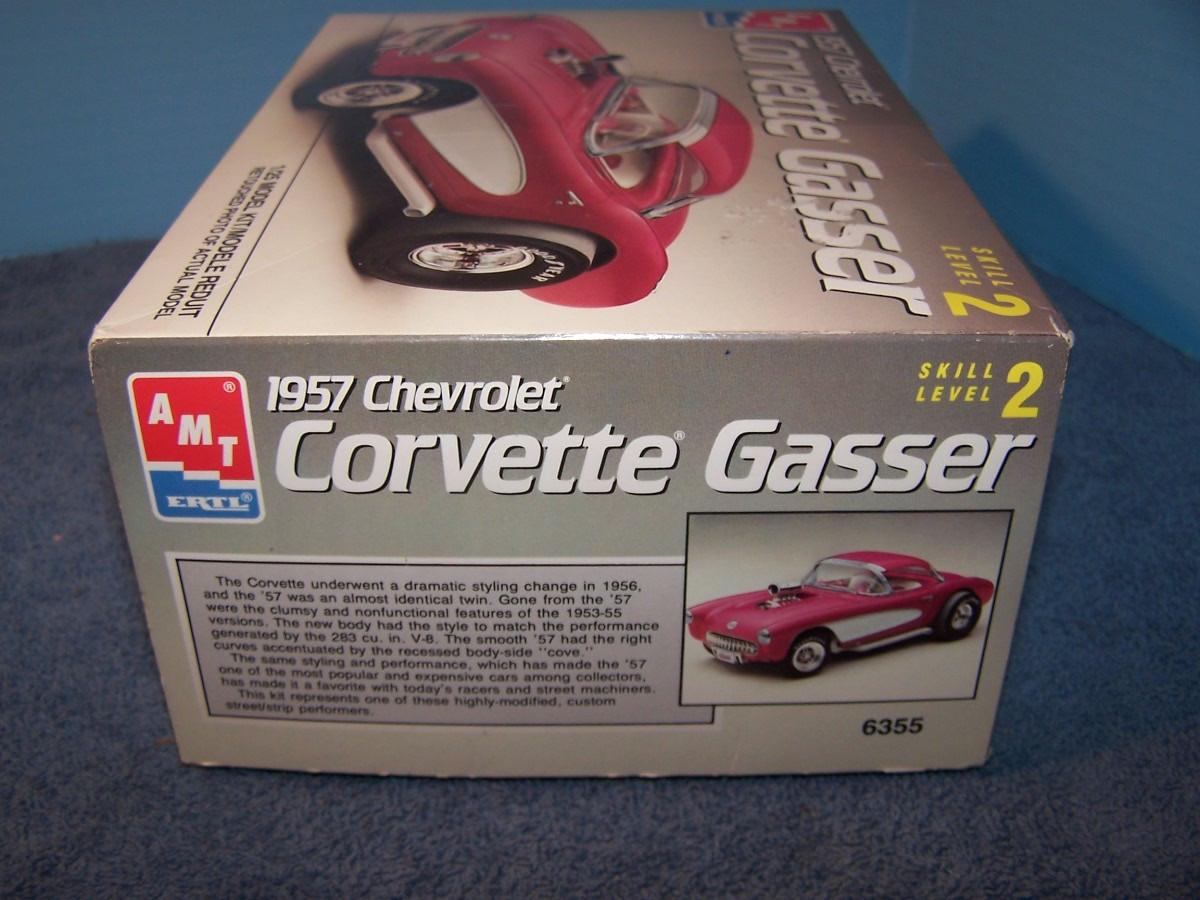 AMT
1957 Chevrolet
Corvette Gasser
SKILL
LEVEL 2
1:25 MODEL KIT/MODELE REDUIT
RETOUCHED PHOTO OF ACTUAL MODEL
AMT®
ERTL®
1957 Chevrolet®
Corvette® Gasser
SKILL
LEVEL 2
The Corvette underwent a dramatic styling change in 1956,
and the '57 was an almost identical twin. Gone from the '57
were the clumsy and nonfunctional features of the 1953-55
versions. The new body had the style to match the performance
generated by the 283 cu. in. V-8. The smooth '57 had the right
curves accentuated by the recessed body-side "cove."
The same styling and performance, which has made the '57
one of the most popular and expensive cars among collectors,
has made it a favorite with today's racers and street machiners.
This kit represents one of these highly-modified, custom
street/strip performers.
6355